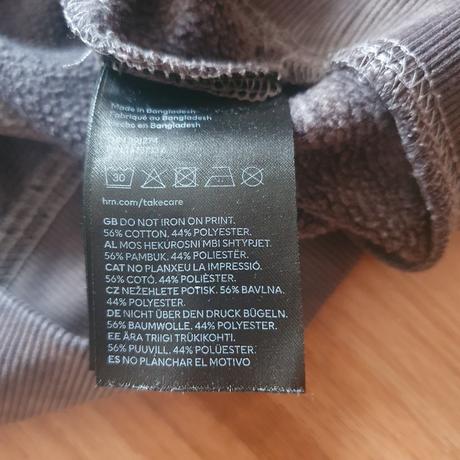 Made in Bangladesh
Fabriqué au Bangladesh
Hecho en Bangladesh
30
hm.com/takecare
GB DO NOT IRON ON PRINT.
56% COTTON. 44% POLYESTER.
AL MOS HEKUROSNI MBI SHTYPJET.
56% PAMBUK. 44% POLIESTËR.
CAT NO PLANXEU LA IMPRESSIÓ.
56% COTÓ. 44% POLIÈSTER.
CZ NEŽEHLETE POTISK. 56% BAVLNA.
44% POLYESTER.
DE NICHT ÜBER DEN DRUCK BÜGELN.
56% BAUMWOLLE. 44% POLYESTER.
EE ÄRA TRIIGI TRÜKIKOHTI.
56% PUUVILL. 44% POLÜESTER.
ES NO PLANCHAR EL MOTIVO